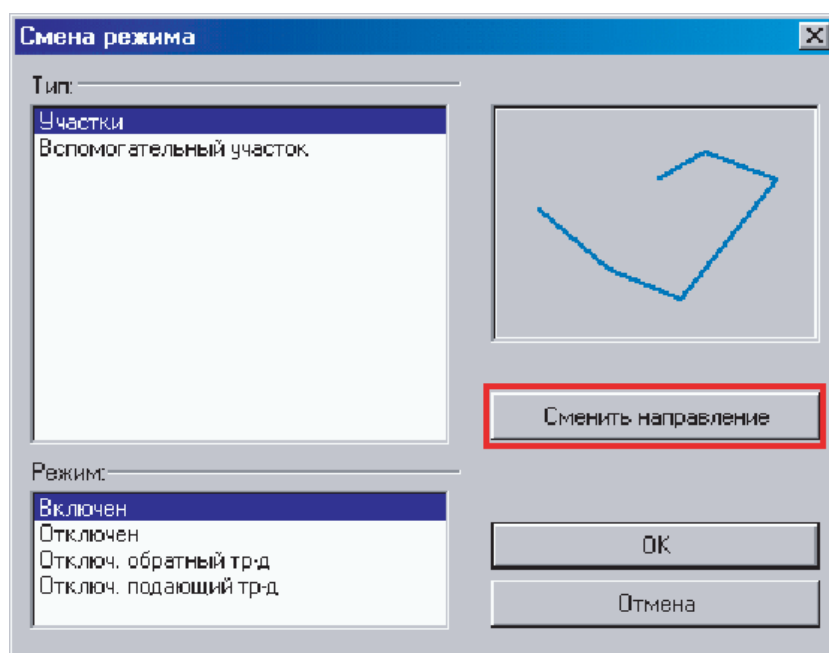 Смена режима
Тип:
Участки
Вспомогательный участок
Сменить направление
Режим:
Включен
Отключен
Отключ. обратный тр-д
Отключ. подающий тр-д
OK
Отмена